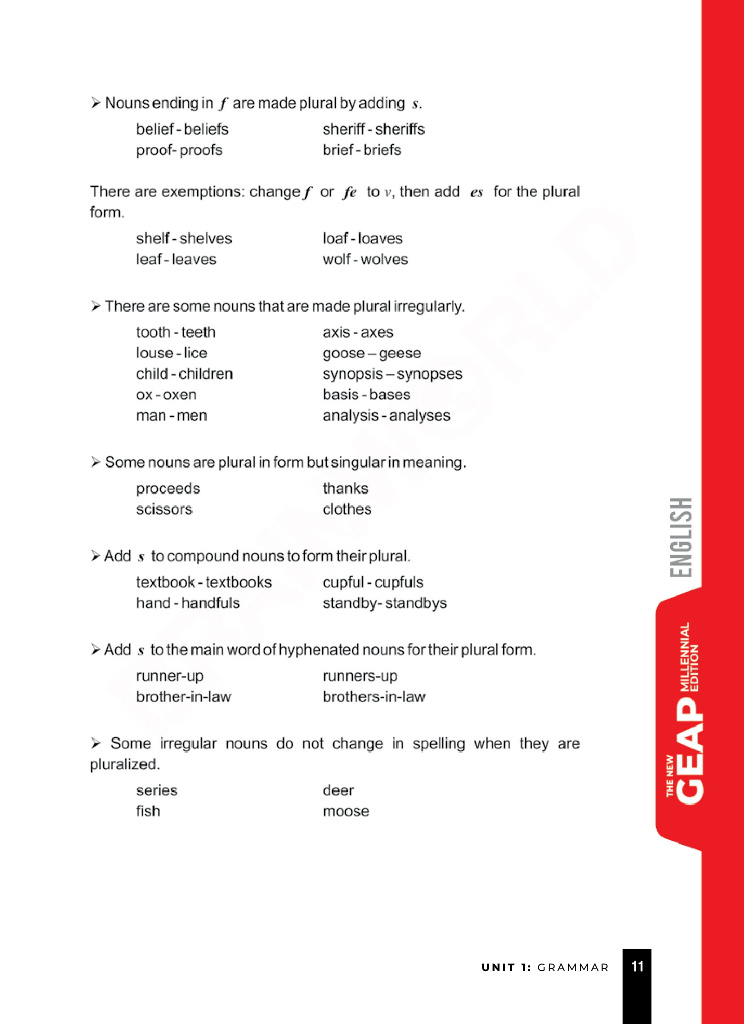 ➢ Nouns ending in f are made plural by adding s.
belief - beliefs sheriff - sheriffs
proof- proofs brief - briefs
There are exemptions: change f or fe to v, then add es for the plural
form.
shelf - shelves loaf - loaves
leaf - leaves wolf - wolves
➢ There are some nouns that are made plural irregularly.
tooth - teeth axis - axes
louse - lice goose – geese
child - children synopsis – synopses
ox - oxen basis - bases
man - men analysis - analyses
➢ Some nouns are plural in form but singular in meaning.
proceeds thanks
scissors clothes
➢ Add s to compound nouns to form their plural.
textbook - textbooks cupful - cupfuls
hand - handfuls standby- standbys
➢ Add s to the main word of hyphenated nouns for their plural form.
runner-up runners-up
brother-in-law brothers-in-law
➢ Some irregular nouns do not change in spelling when they are
pluralized.
series deer
fish moose
ENGLISH
THE NEW
GEAP MILLENNIAL
EDITION
UNIT 1: GRAMMAR 11